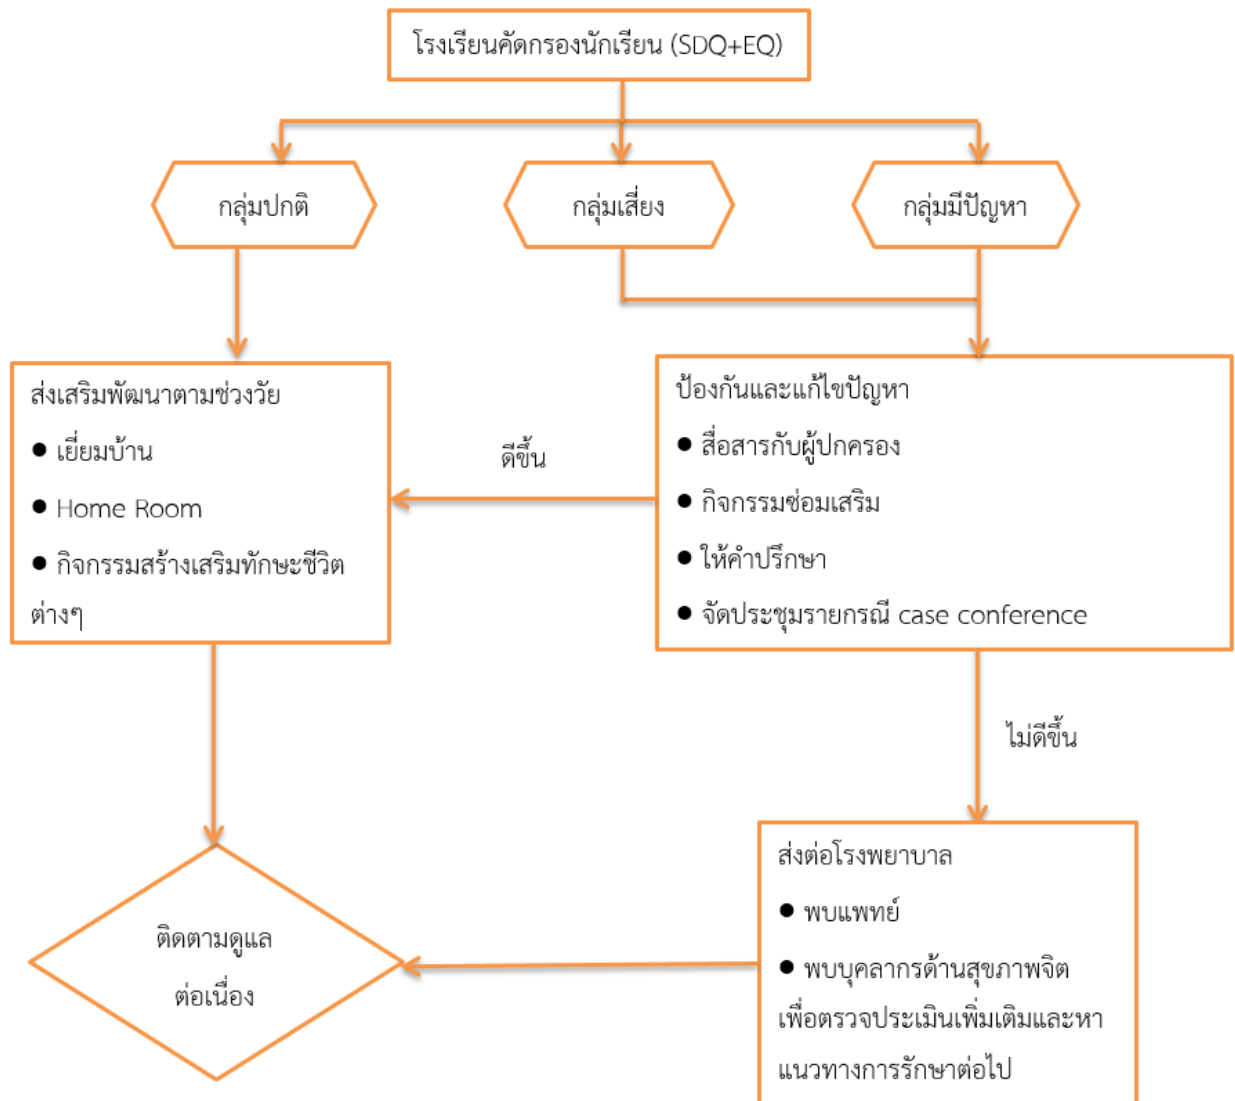 โรงเรียนคัดกรองนักเรียน (SDQ+EQ)
กลุ่มปกติ
กลุ่มเสี่ยง
กลุ่มมีปัญหา
ส่งเสริมพัฒนาตามช่วงวัย
● เยี่ยมบ้าน
● Home Room
● กิจกรรมสร้างเสริมทักษะชีวิต
ต่างๆ
ดีขึ้น
ป้องกันและแก้ไขปัญหา
● สื่อสารกับผู้ปกครอง
● กิจกรรมซ่อมเสริม
● ให้คำปรึกษา
● จัดประชุมรายกรณี case conference
ไม่ดีขึ้น
ส่งต่อโรงพยาบาล
● พบแพทย์
● พบบุคลากรด้านสุขภาพจิต
เพื่อตรวจประเมินเพิ่มเติมและหา
แนวทางการรักษาต่อไป
ติดตามดูแล
ต่อเนื่อง